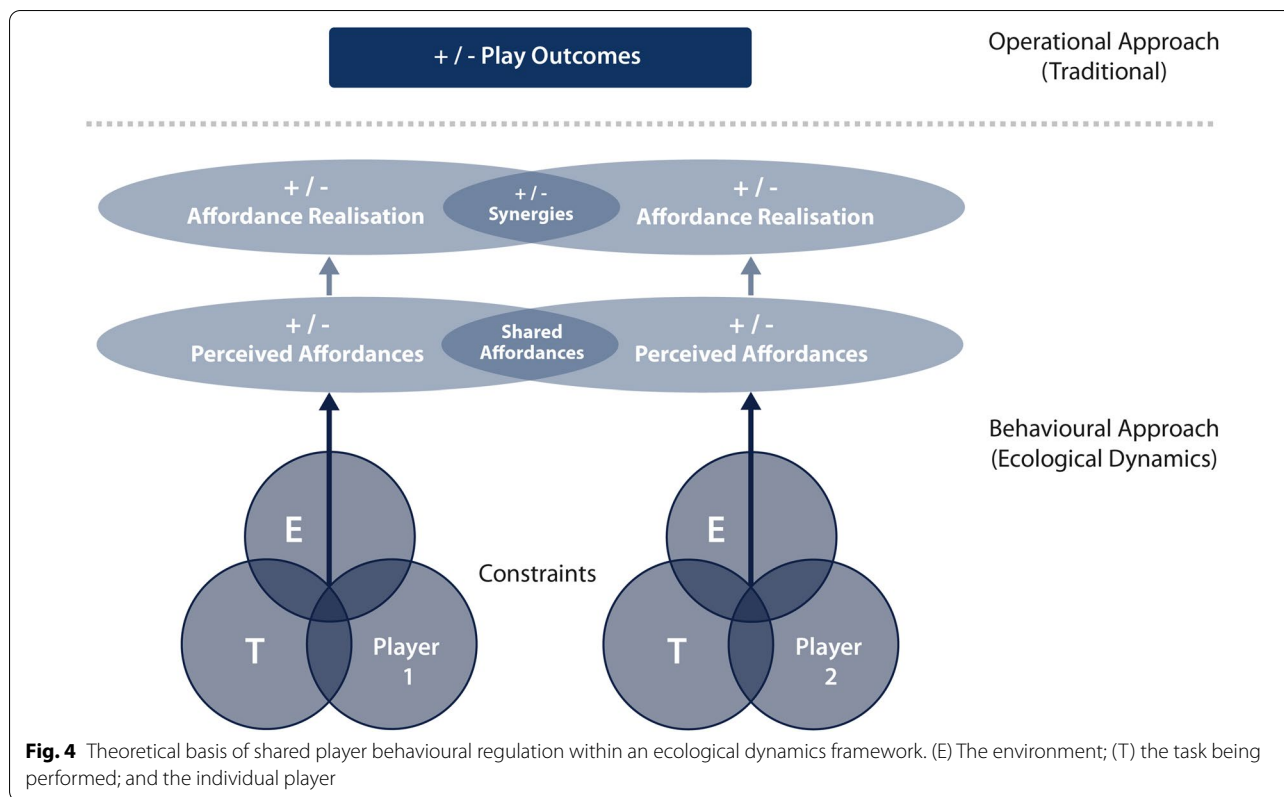 + / - Play Outcomes
Operational Approach
(Traditional)
+ / -
Affordance Realisation
+ / -
Synergies
+ / -
Affordance Realisation
+ / -
Perceived Affordances
Shared
Affordances
+ / -
Perceived Affordances
Behavioural Approach
(Ecological Dynamics)
E
T
Player
1
Constraints
E
T
Player
2
Fig. 4 Theoretical basis of shared player behavioural regulation within an ecological dynamics framework. (E) The environment; (T) the task being
performed; and the individual player